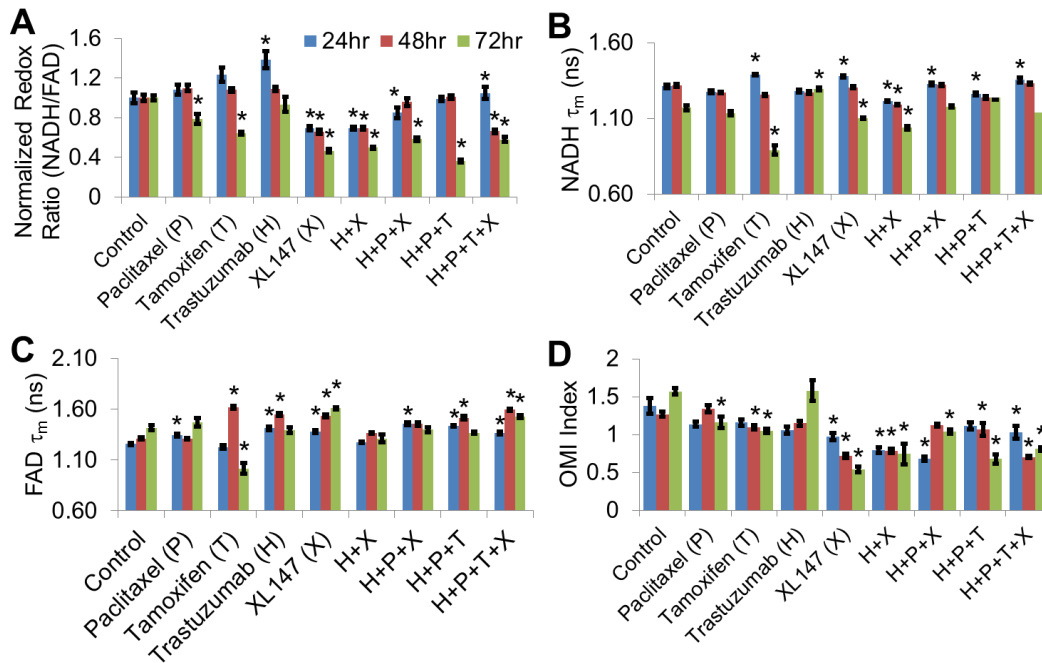 A
Normalized Redox
Ratio (NADH/FAD)
1.6
1.2
0.8
0.4
0
24hr 48hr 72hr
*
*
*
* * *
* * *
*
*
*
*
* *
Control
Paclitaxel (P)
Tamoxifen (T)
Trastuzumab (H)
XL147 (X)
H+X
H+P+X
H+P+T
H+P+T+X
B
NADH τm (ns)
1.60
1.10
0.60
* *
*
* *
* * *
*
*
*
Control
Paclitaxel (P)
Tamoxifen (T)
Trastuzumab (H)
XL147 (X)
H+X
H+P+X
H+P+T
H+P+T+X
C
FAD τm (ns)
2.10
1.60
1.10
0.60
*
* *
* *
* * *
*
* *
* * *
Control
Paclitaxel (P)
Tamoxifen (T)
Trastuzumab (H)
XL147 (X)
H+X
H+P+X
H+P+T
H+P+T+X
D
OMI Index
2
1.5
1
0.5
0
*
* *
* * *
* * *
* *
* *
* * *
Control
Paclitaxel (P)
Tamoxifen (T)
Trastuzumab (H)
XL147 (X)
H+X
H+P+X
H+P+T
H+P+T+X